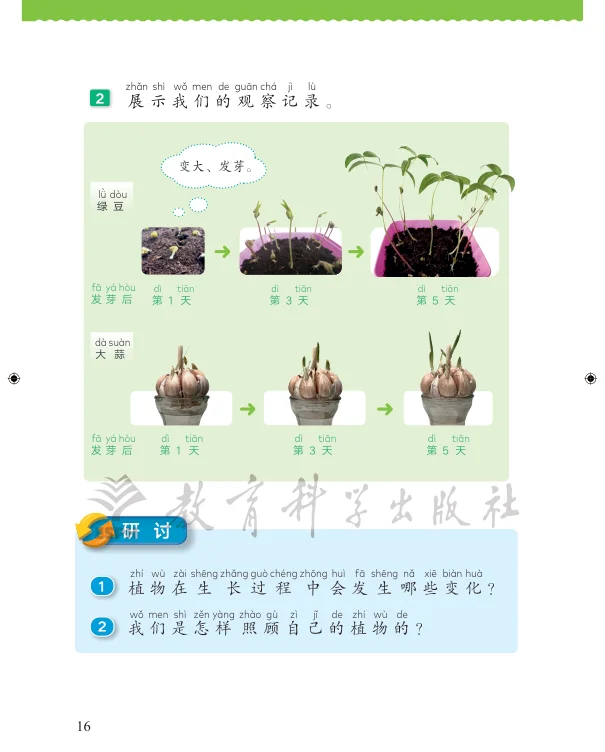 zhǎn shì wǒ men de guān chá jì lù
2 展示我们的观察记录。
变大、发芽。
lǜ dòu
绿豆
fā yá hòu dì tiān dì tiān dì tiān
发芽后 第1天 第3天 第5天
dà suàn
大蒜
fā yá hòu dì tiān dì tiān dì tiān
发芽后 第1天 第3天 第5天
教育科学出版社
研讨
zhí wù zài shēng zhǎng guò chéng zhōng huì fā shēng nǎ xiē biàn huà
1 植物在生长过程中会发生哪些变化?
wǒ men shì zěn yàng zhào gù zì jǐ de zhí wù de
2 我们是怎样照顾自己的植物的?
16